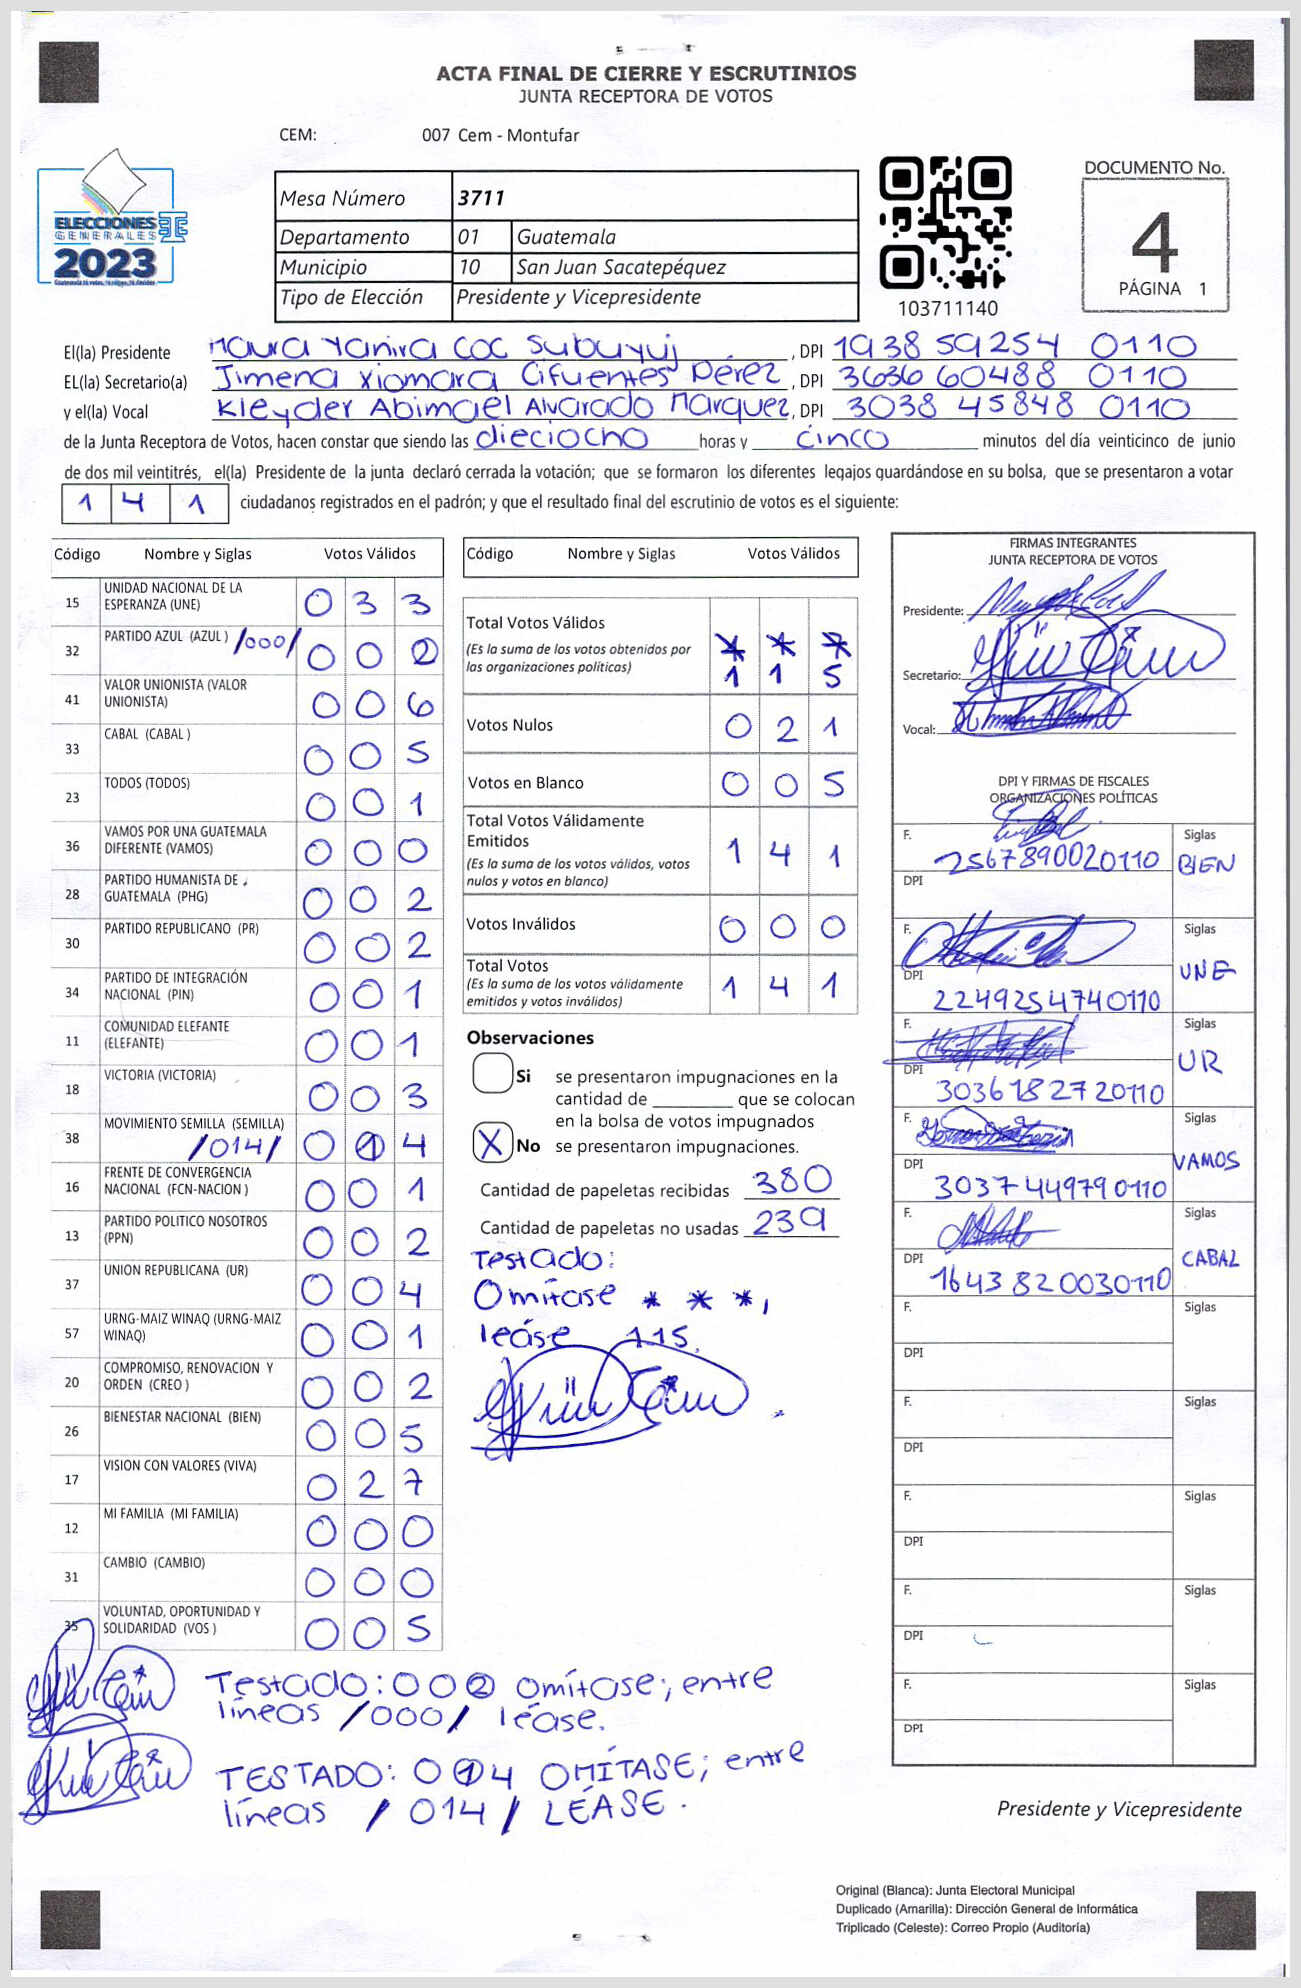 ACTA FINAL DE CIERRE Y ESCRUTINIOS
JUNTA RECEPTORA DE VOTOS
CEM: 007 Cem - Montufar
ELECCIONES
GENERALES
2023
Mesa Número 3711
Departamento 01 Guatemala
Municipio 10 San Juan Sacatepéquez
Tipo de Elección Presidente y Vicepresidente
103711140
DOCUMENTO No.
4
PÁGINA 1
El(la) Presidente Maura Yanira Coc Subuyuj, DPI 1938 59254 0110
EL(la) Secretario(a) Jimena Xiomara Cifuentes Pérez, DPI 3636 60488 0110
y el(la) Vocal Kleyder Abimael Alvarado Marquez, DPI 3038 45848 0110
de la Junta Receptora de Votos, hacen constar que siendo las dieciocho horas y cinco minutos del día veinticinco de junio
de dos mil veintitrés, el(la) Presidente de la junta declaró cerrada la votación; que se formaron los diferentes legajos guardándose en su bolsa, que se presentaron a votar
1 4 1 ciudadanos registrados en el padrón; y que el resultado final del escrutinio de votos es el siguiente:
Código Nombre y Siglas Votos Válidos
15 UNIDAD NACIONAL DE LA ESPERANZA (UNE) 0 3 3
32 PARTIDO AZUL (AZUL ) /000/ 0 0 2
41 VALOR UNIONISTA (VALOR UNIONISTA) 0 0 6
33 CABAL (CABAL ) 0 0 5
23 TODOS (TODOS) 0 0 1
36 VAMOS POR UNA GUATEMALA DIFERENTE (VAMOS) 0 0 0
28 PARTIDO HUMANISTA DE GUATEMALA (PHG) 0 0 2
30 PARTIDO REPUBLICANO (PR) 0 0 2
34 PARTIDO DE INTEGRACIÓN NACIONAL (PIN) 0 0 1
11 COMUNIDAD ELEFANTE (ELEFANTE) 0 0 1
18 VICTORIA (VICTORIA) 0 0 3
38 MOVIMIENTO SEMILLA (SEMILLA) /014/ 0 1 4
16 FRENTE DE CONVERGENCIA NACIONAL (FCN-NACION ) 0 0 1
13 PARTIDO POLITICO NOSOTROS (PPN) 0 0 2
37 UNION REPUBLICANA (UR) 0 0 4
57 URNG-MAIZ WINAQ (URNG-MAIZ WINAQ) 0 0 1
20 COMPROMISO, RENOVACION Y ORDEN (CREO ) 0 0 2
26 BIENESTAR NACIONAL (BIEN) 0 0 5
17 VISION CON VALORES (VIVA) 0 2 7
12 MI FAMILIA (MI FAMILIA) 0 0 0
31 CAMBIO (CAMBIO) 0 0 0
35 VOLUNTAD, OPORTUNIDAD Y SOLIDARIDAD (VOS ) 0 0 5
Testado: 002 omítase; entre
líneas /000/ léase.
TESTADO: 014 OMÍTASE; entre
líneas / 014 / LÉASE.
Código Nombre y Siglas Votos Válidos
Total Votos Válidos
(Es la suma de los votos obtenidos por
las organizaciones políticas)
* * *
1 1 5
Votos Nulos 0 2 1
Votos en Blanco 0 0 5
Total Votos Válidamente
Emitidos
(Es la suma de los votos válidos, votos
nulos y votos en blanco)
1 4 1
Votos Inválidos 0 0 0
Total Votos
(Es la suma de los votos válidamente
emitidos y votos inválidos)
1 4 1
Observaciones
Si se presentaron impugnaciones en la
cantidad de ________ que se colocan
en la bolsa de votos impugnados
X No se presentaron impugnaciones.
Cantidad de papeletas recibidas 380
Cantidad de papeletas no usadas 239
Testado:
Omítase * * *,
léase 115.
FIRMAS INTEGRANTES
JUNTA RECEPTORA DE VOTOS
Presidente:
Secretario:
Vocal:
DPI Y FIRMAS DE FISCALES
ORGANIZACIONES POLÍTICAS
F. Siglas
2567890020110 BIEN
DPI
F. Siglas
UNE
DPI
2249254740110
F. Siglas
UR
DPI
3036182720110
F. Siglas
VAMOS
DPI
3037449790110
F. Siglas
CABAL
DPI
1643820030110
F. Siglas
DPI
F. Siglas
DPI
F. Siglas
DPI
F. Siglas
DPI
F. Siglas
DPI
Presidente y Vicepresidente
Original (Blanca): Junta Electoral Municipal
Duplicado (Amarilla): Dirección General de Informática
Triplicado (Celeste): Correo Propio (Auditoría)